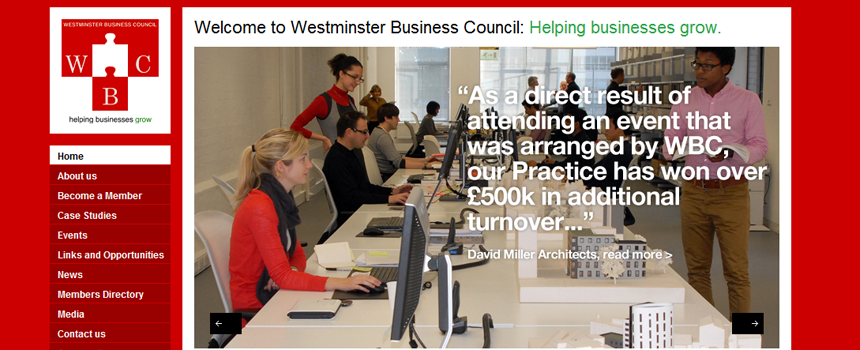 WESTMINSTER BUSINESS COUNCIL
W C
B
helping businesses grow
Home
About us
Become a Member
Case Studies
Events
Links and Opportunities
News
Members Directory
Media
Contact us
Welcome to Westminster Business Council: Helping businesses grow.
“As a direct result of
attending an event that
was arranged by WBC,
our Practice has won over
£500k in additional
turnover...”
David Miller Architects, read more >